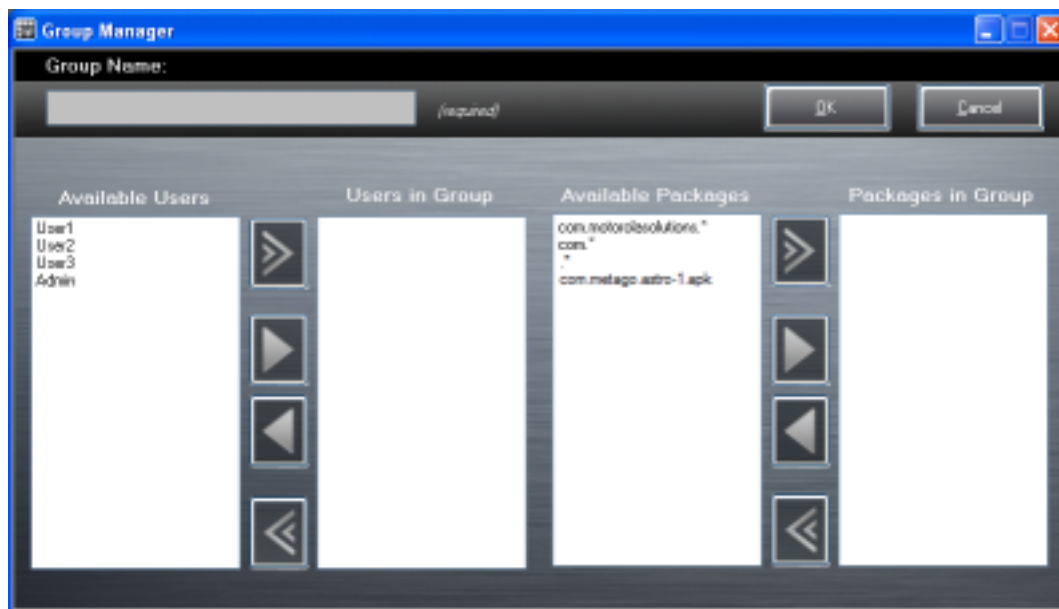 Group Manager
Group Name:
(required)
OK
Cancel
Available Users
Users in Group
Available Packages
Packages in Group
User1
User2
User3
Admin
com.motorolasolutions.*
com.*
.*
com.metago.astro-1.apk